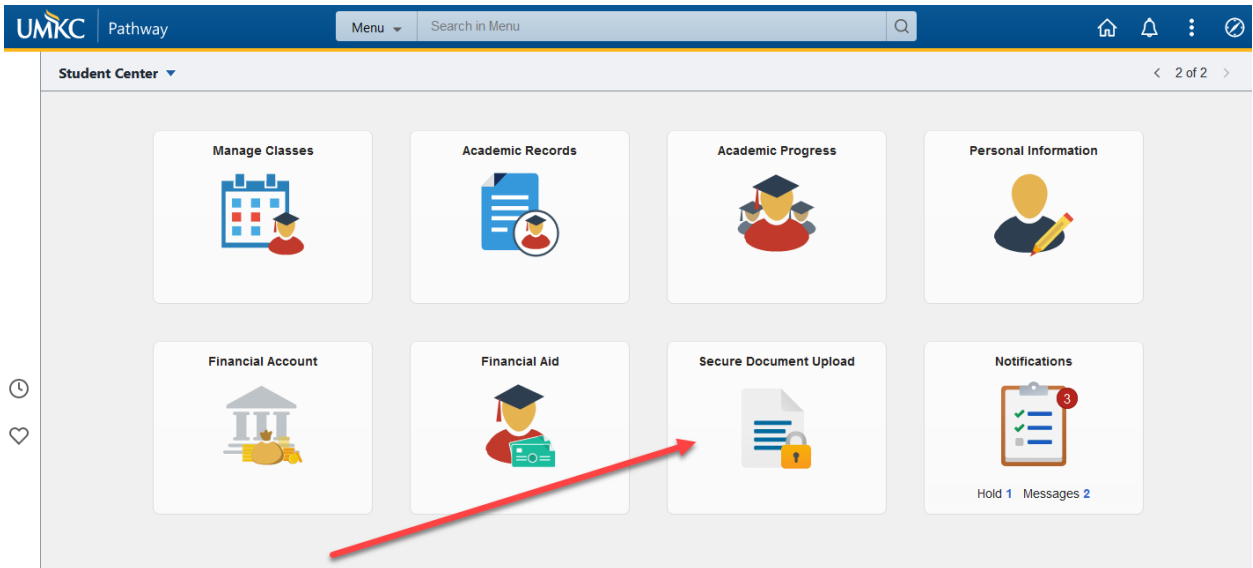 UMKC Pathway Menu Search in Menu
Student Center 2 of 2
Manage Classes
Academic Records
Academic Progress
Personal Information
Financial Account
Financial Aid
Secure Document Upload
Notifications
3
Hold 1 Messages 2